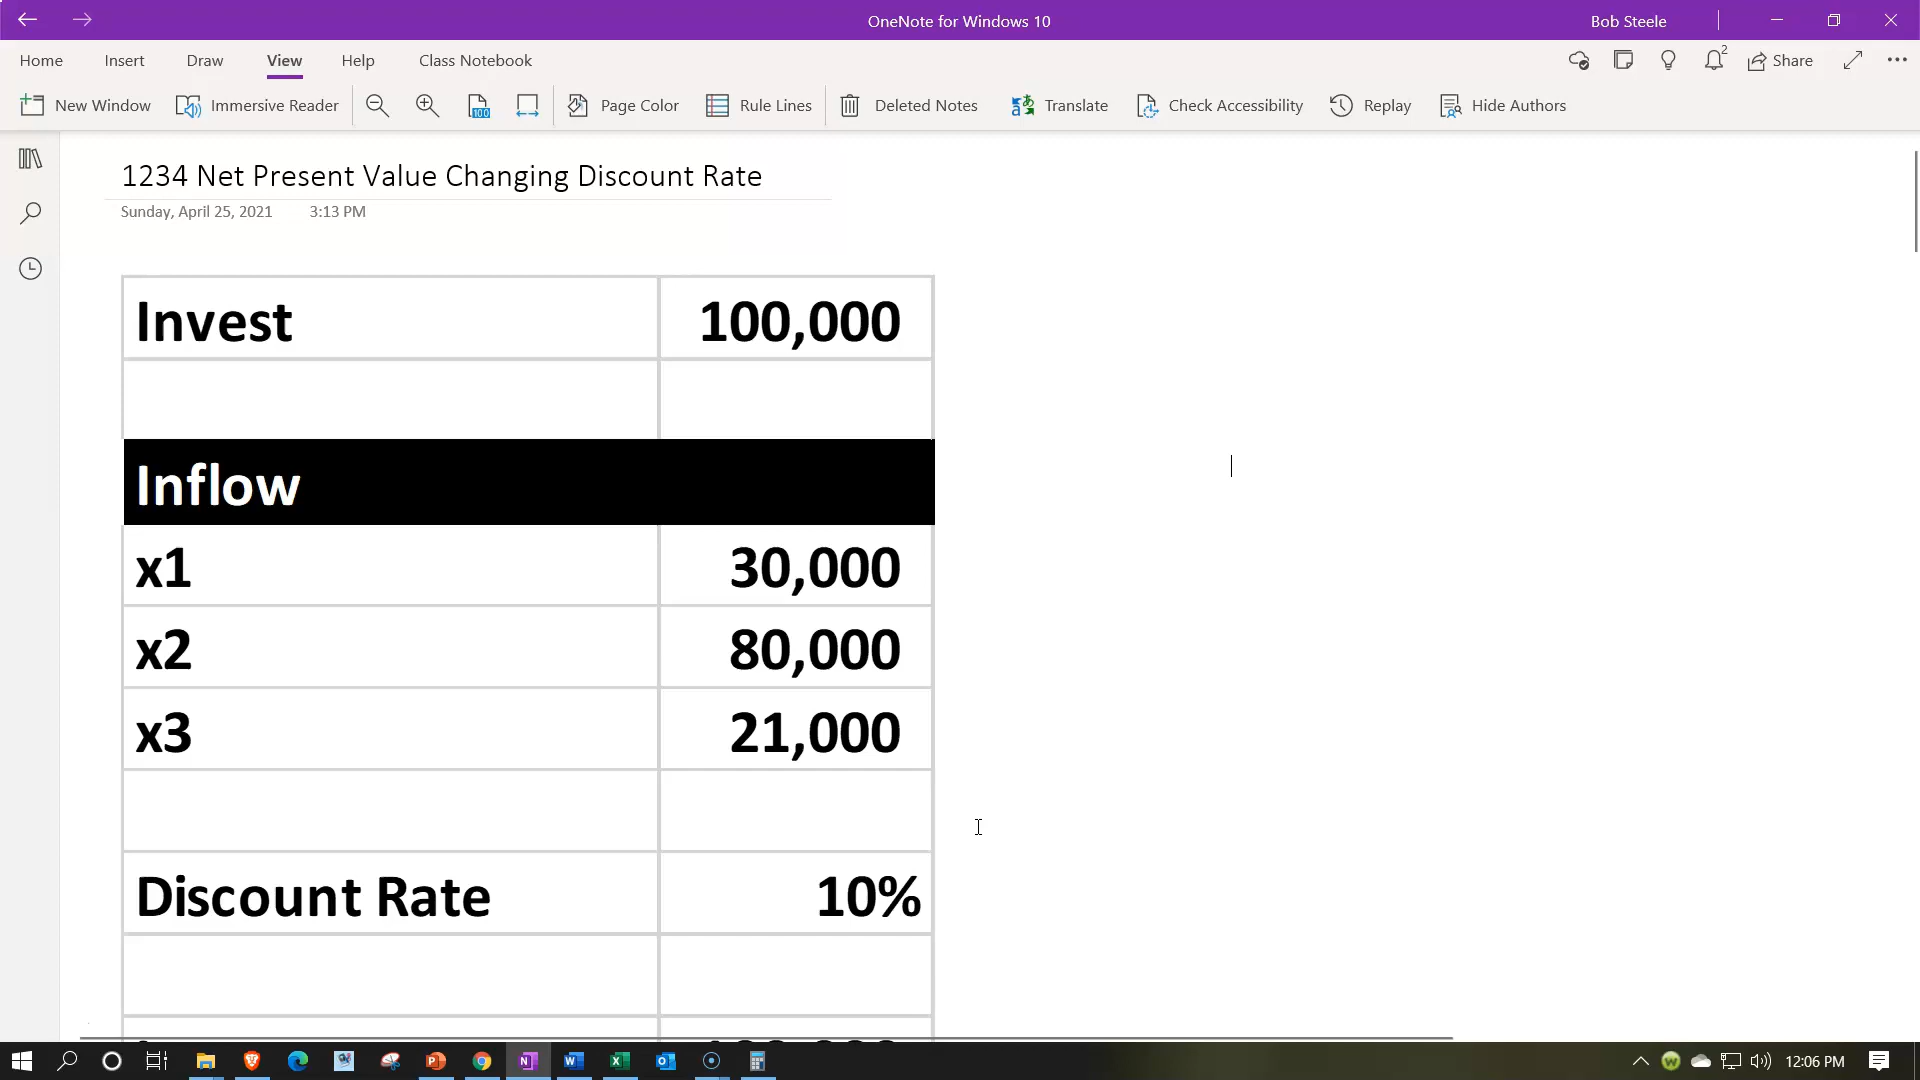 OneNote for Windows 10
Bob Steele
Home Insert Draw View Help Class Notebook
2
Share
New Window Immersive Reader 100 Page Color Rule Lines Deleted Notes Translate Check Accessibility Replay Hide Authors
1234 Net Present Value Changing Discount Rate
Sunday, April 25, 2021 3:13 PM
Invest 100,000
Inflow
x1 30,000
x2 80,000
x3 21,000
Discount Rate 10%
12:06 PM